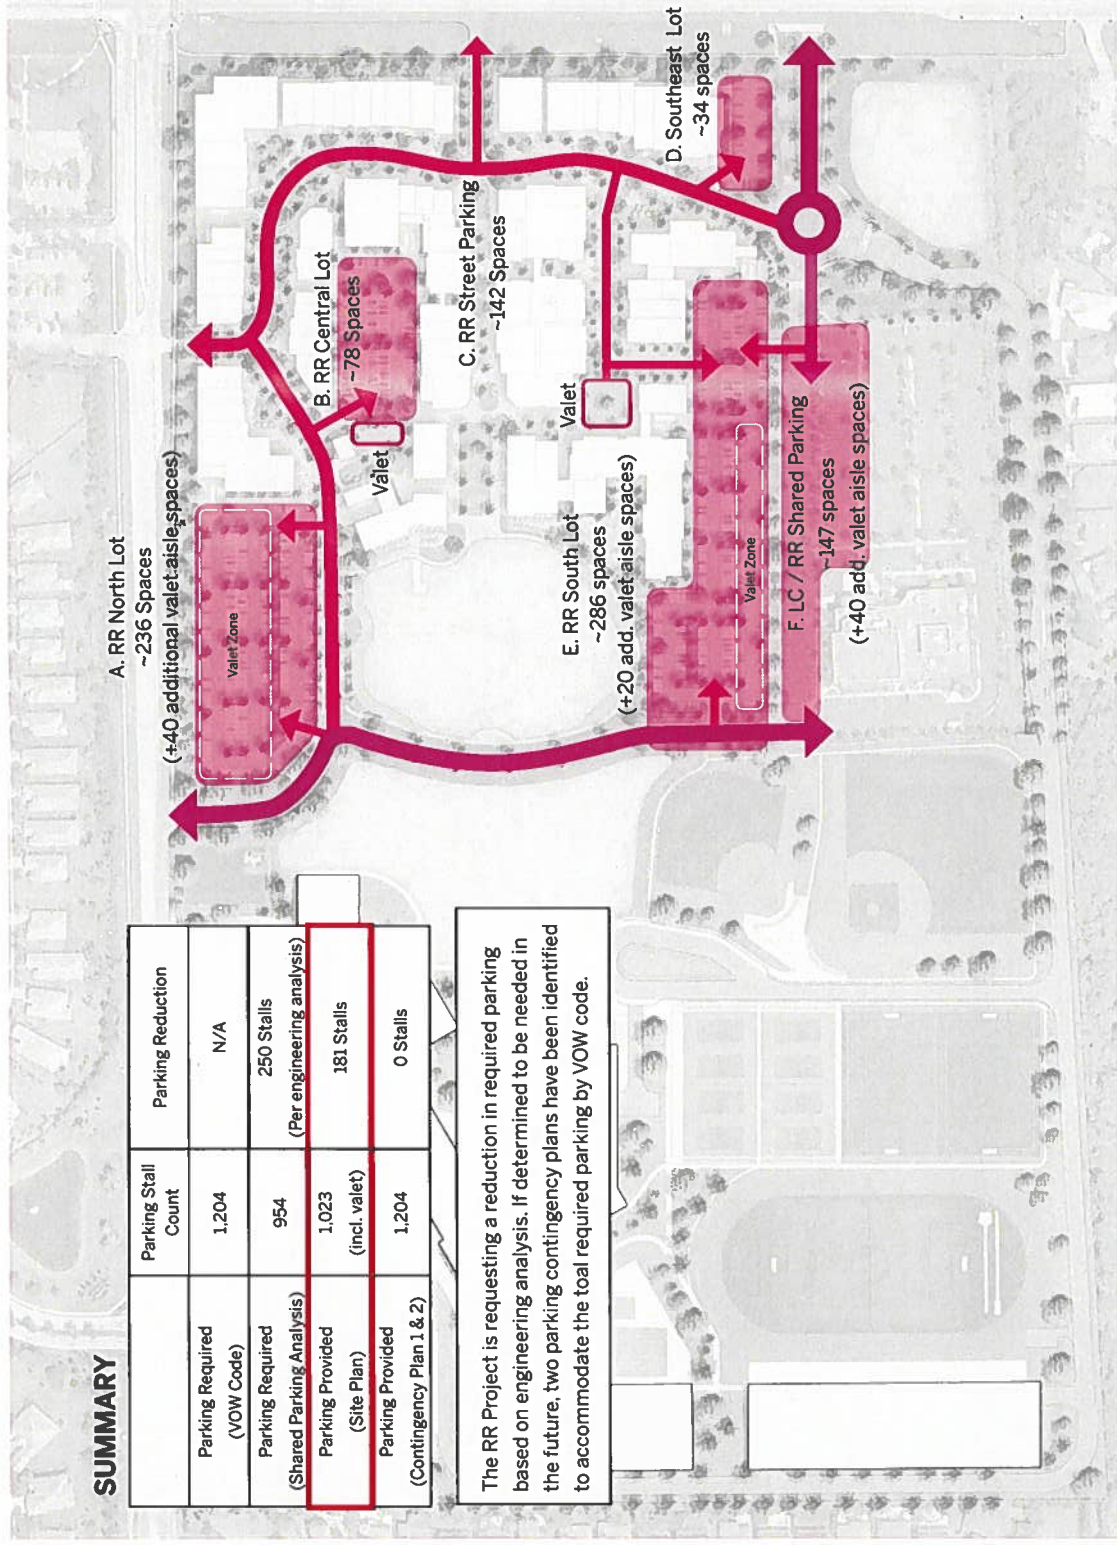 SUMMARY
Parking Stall
Count
Parking Reduction
Parking Required
(VOW Code)
1,204
N/A
Parking Required
(Shared Parking Analysis)
954
250 Stalls
(Per engineering analysis)
Parking Provided
(Site Plan)
1,023
(incl. valet)
181 Stalls
Parking Provided
(Contingency Plan 1 & 2)
1,204
0 Stalls
The RR Project is requesting a reduction in required parking
based on engineering analysis. If determined to be needed in
the future, two parking contingency plans have been identified
to accommodate the toal required parking by VOW code.
A. RR North Lot
~236 Spaces
(+40 additional valet aisle spaces)
Valet Zone
B. RR Central Lot
~78 Spaces
Valet
C. RR Street Parking
~142 Spaces
D. Southeast Lot
~34 spaces
Valet
E. RR South Lot
~286 spaces
(+20 add. valet aisle spaces)
Valet Zone
F. LC / RR Shared Parking
~147 spaces
(+40 add. valet aisle spaces)